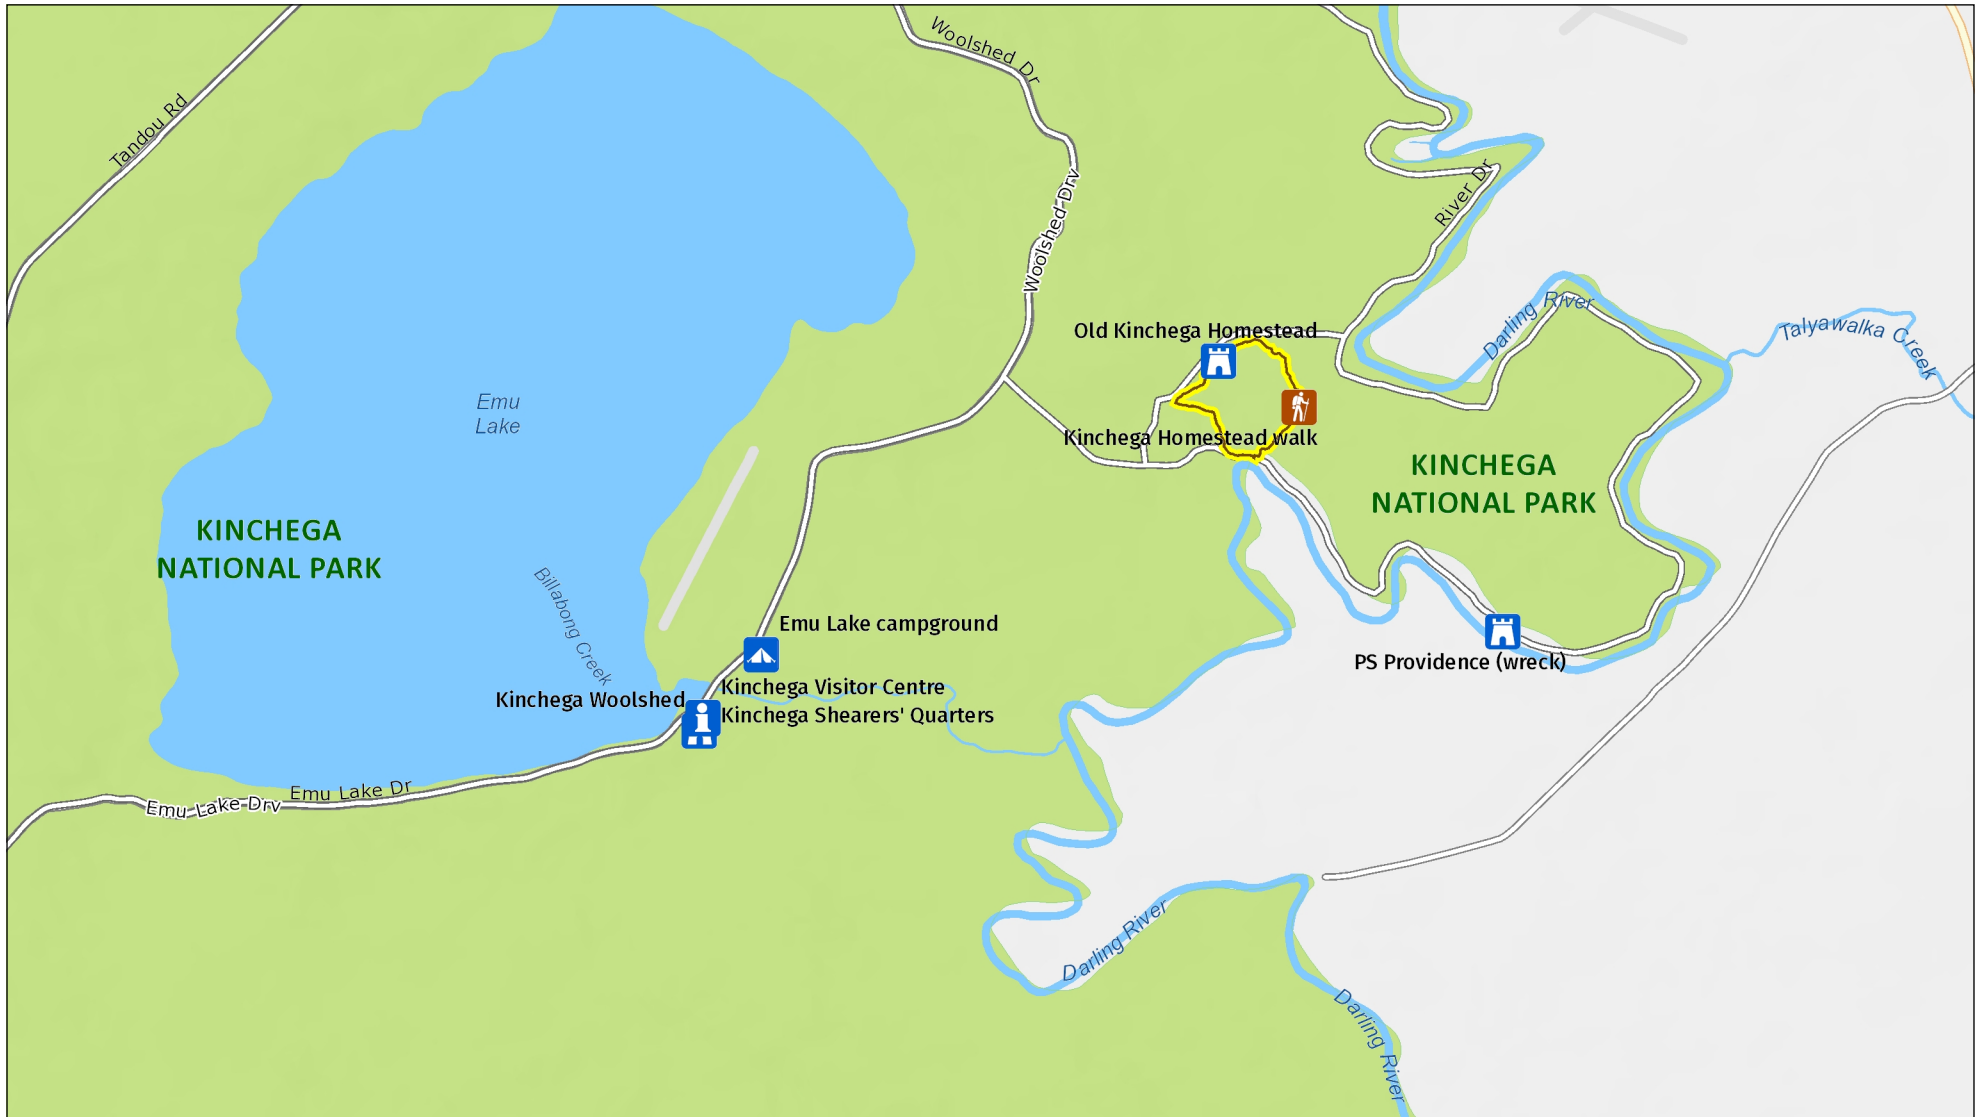 Woolshed Dr
Tandou Rd
Woolshed Drv
River Dr
Darling River
Talyawalka Creek
Old Kinchega Homestead
Emu
Lake
Kinchega Homestead walk
KINCHEGA
NATIONAL PARK
KINCHEGA
NATIONAL PARK
Billabong Creek
Emu Lake campground
PS Providence (wreck)
Kinchega Woolshed
Kinchega Visitor Centre
Kinchega Shearers' Quarters
Emu Lake Drv
Emu Lake Dr
Darling River
Darling River